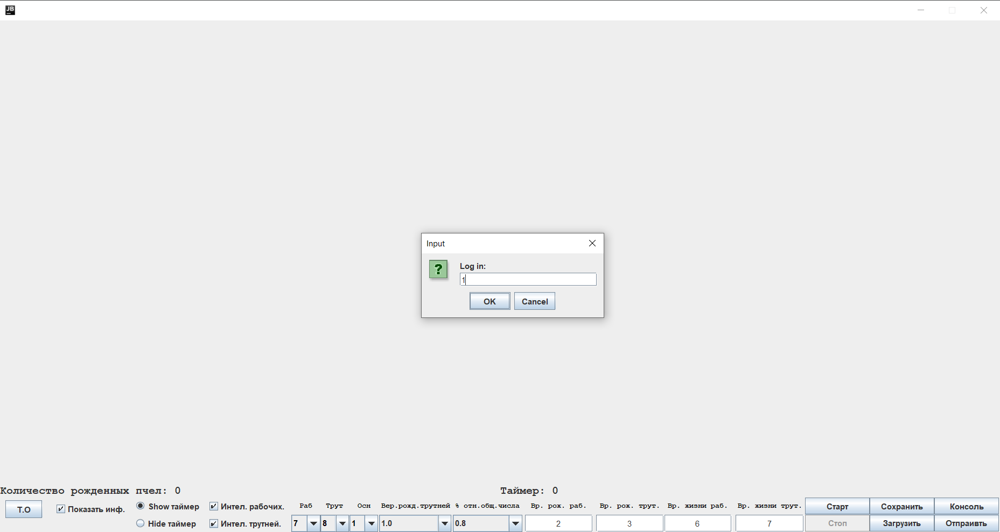 JB
Input
?
Log in:
1
OK
Cancel
Количество рожденных пчел: 0
Таймер: 0
Т.О
Показать инф.
Show таймер
Hide таймер
Интел. рабочих.
Интел. трутней.
Раб
Трут
Осн
Вер.рожд.трутней
% отн.общ.числа
Вр. рож. раб.
Вр. рож. трут.
Вр. жизни раб.
Вр. жизни трут.
7
8
1
1.0
0.8
2
3
6
7
Старт
Сохранить
Консоль
Стоп
Загрузить
Отпраивть